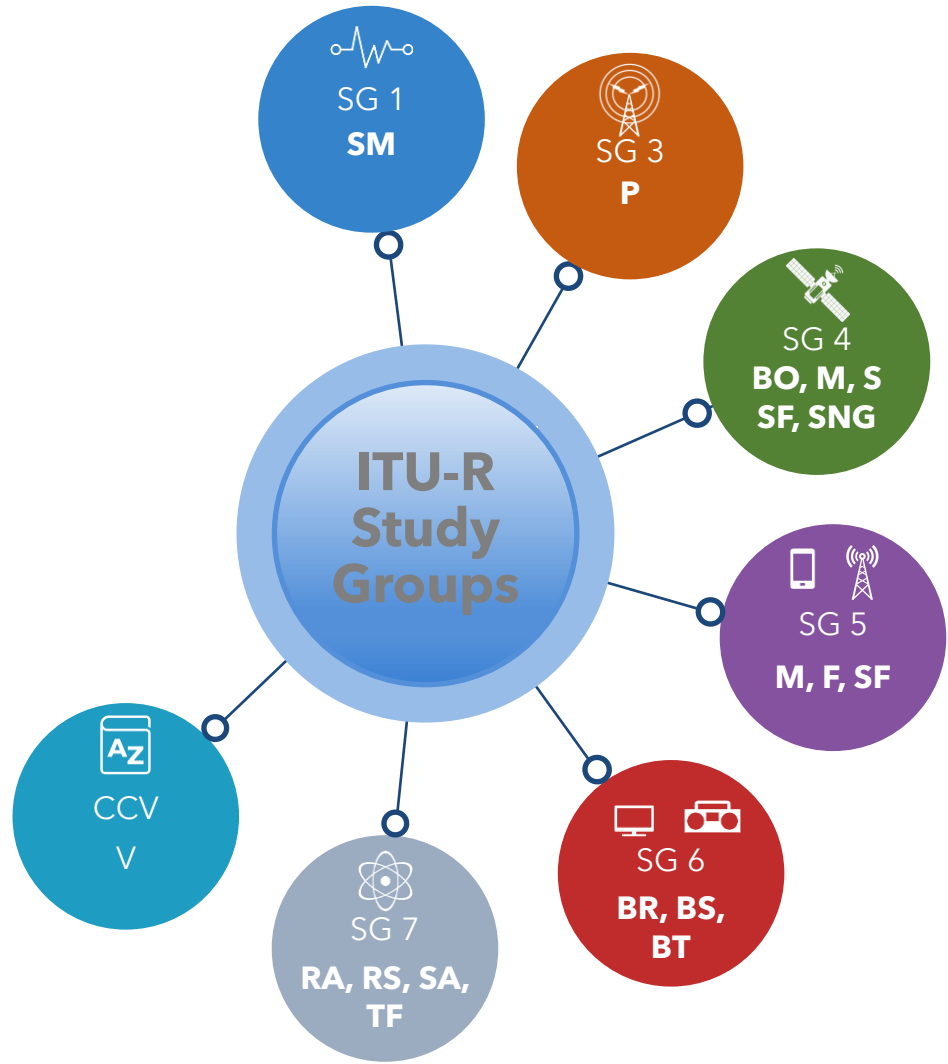 SG 1
SM
SG 3
P
SG 4
BO, M, S
SF, SNG
ITU-R
Study
Groups
SG 5
M, F, SF
AZ
CCV
V
SG 6
BR, BS,
BT
SG 7
RA, RS, SA,
TF